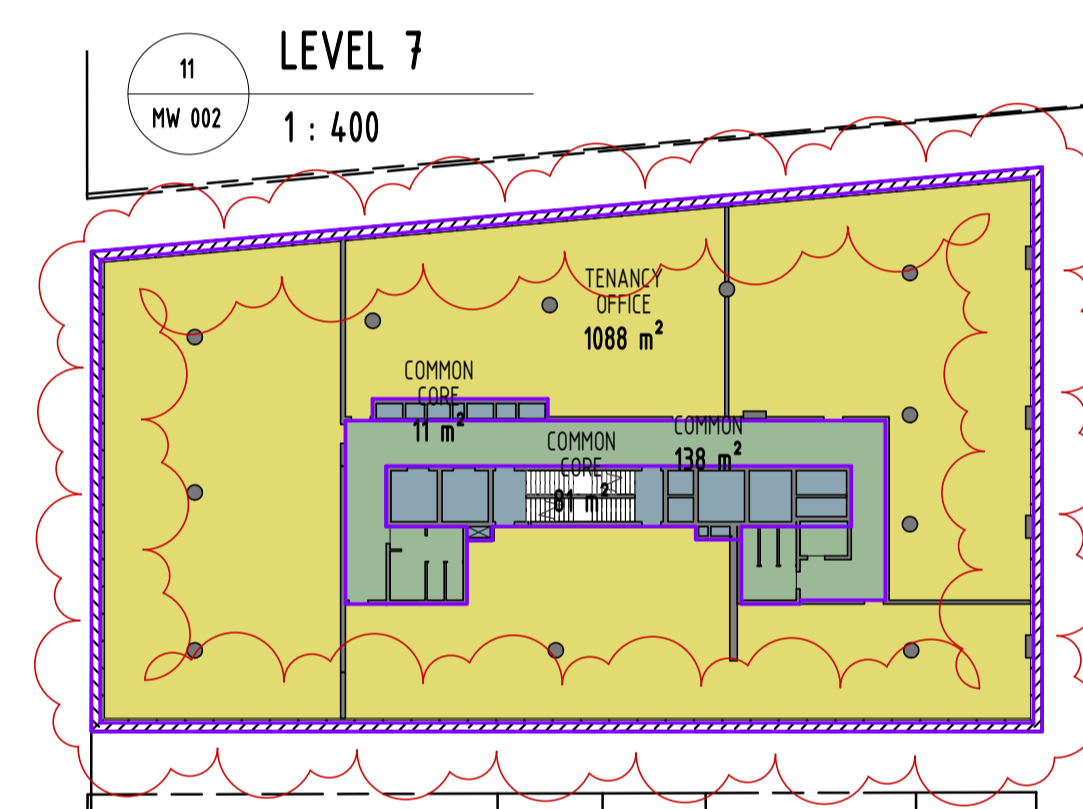 11
MW 002
LEVEL 7
1 : 400
TENANCY
OFFICE
1088 m²
COMMON
CORE
11 m²
COMMON
138 m²
COMMON
CORE
81 m²